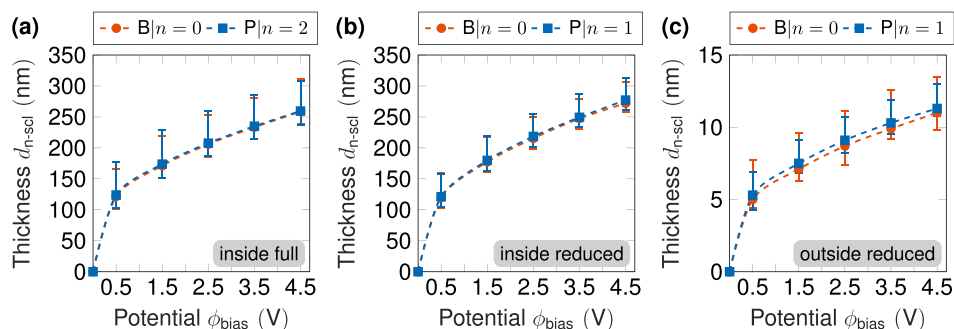 (a) B|n = 0 P|n = 2
Thickness d_n-scl (nm)
350
300
250
200
150
100
50
0
inside full
0.5 1.5 2.5 3.5 4.5
Potential ϕ_bias (V)
(b) B|n = 0 P|n = 1
Thickness d_n-scl (nm)
350
300
250
200
150
100
50
0
inside reduced
0.5 1.5 2.5 3.5 4.5
Potential ϕ_bias (V)
(c) B|n = 0 P|n = 1
Thickness d_n-scl (nm)
15
10
5
0
outside reduced
0.5 1.5 2.5 3.5 4.5
Potential ϕ_bias (V)